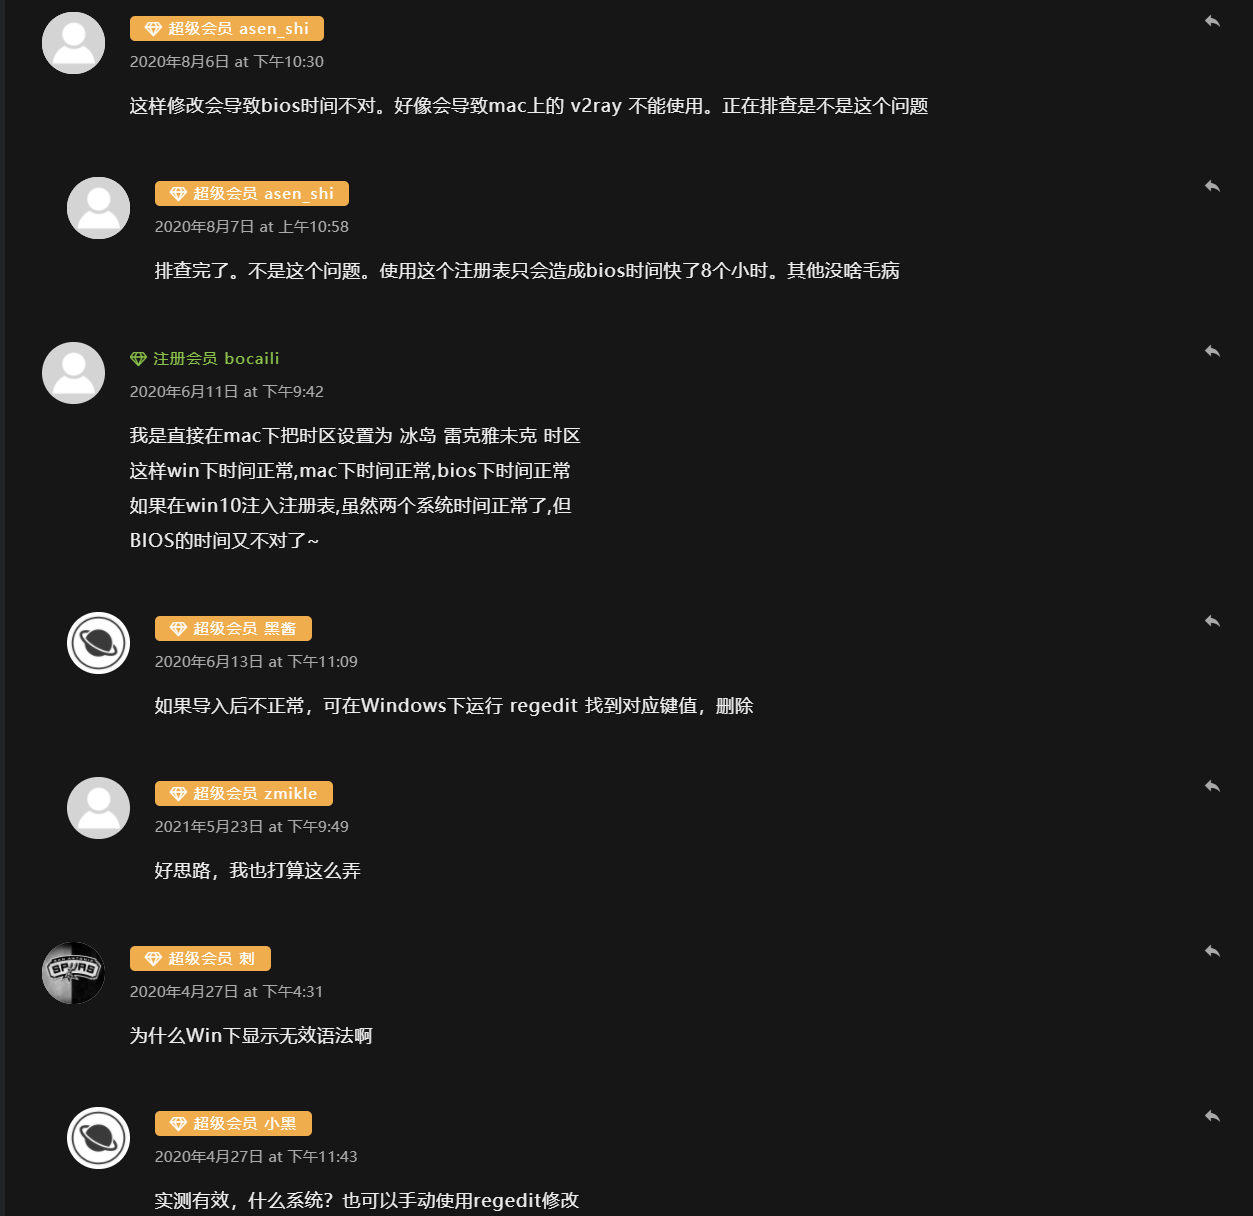 超级会员 asen_shi
2020年8月6日 at 下午10:30
这样修改会导致bios时间不对。好像会导致mac上的 v2ray 不能使用。正在排查是不是这个问题
超级会员 asen_shi
2020年8月7日 at 上午10:58
排查完了。不是这个问题。使用这个注册表只会造成bios时间快了8个小时。其他没啥毛病
注册会员 bocaili
2020年6月11日 at 下午9:42
我是直接在mac下把时区设置为 冰岛 雷克雅未克 时区
这样win下时间正常,mac下时间正常,bios下时间正常
如果在win10注入注册表,虽然两个系统时间正常了,但
BIOS的时间又不对了~
超级会员 黑酱
2020年6月13日 at 下午11:09
如果导入后不正常，可在Windows下运行 regedit 找到对应键值，删除
超级会员 zmikle
2021年5月23日 at 下午9:49
好思路，我也打算这么弄
SAN ANTONIO
SPURS
超级会员 刺
2020年4月27日 at 下午4:31
为什么Win下显示无效语法啊
超级会员 小黑
2020年4月27日 at 下午11:43
实测有效，什么系统？也可以手动使用regedit修改